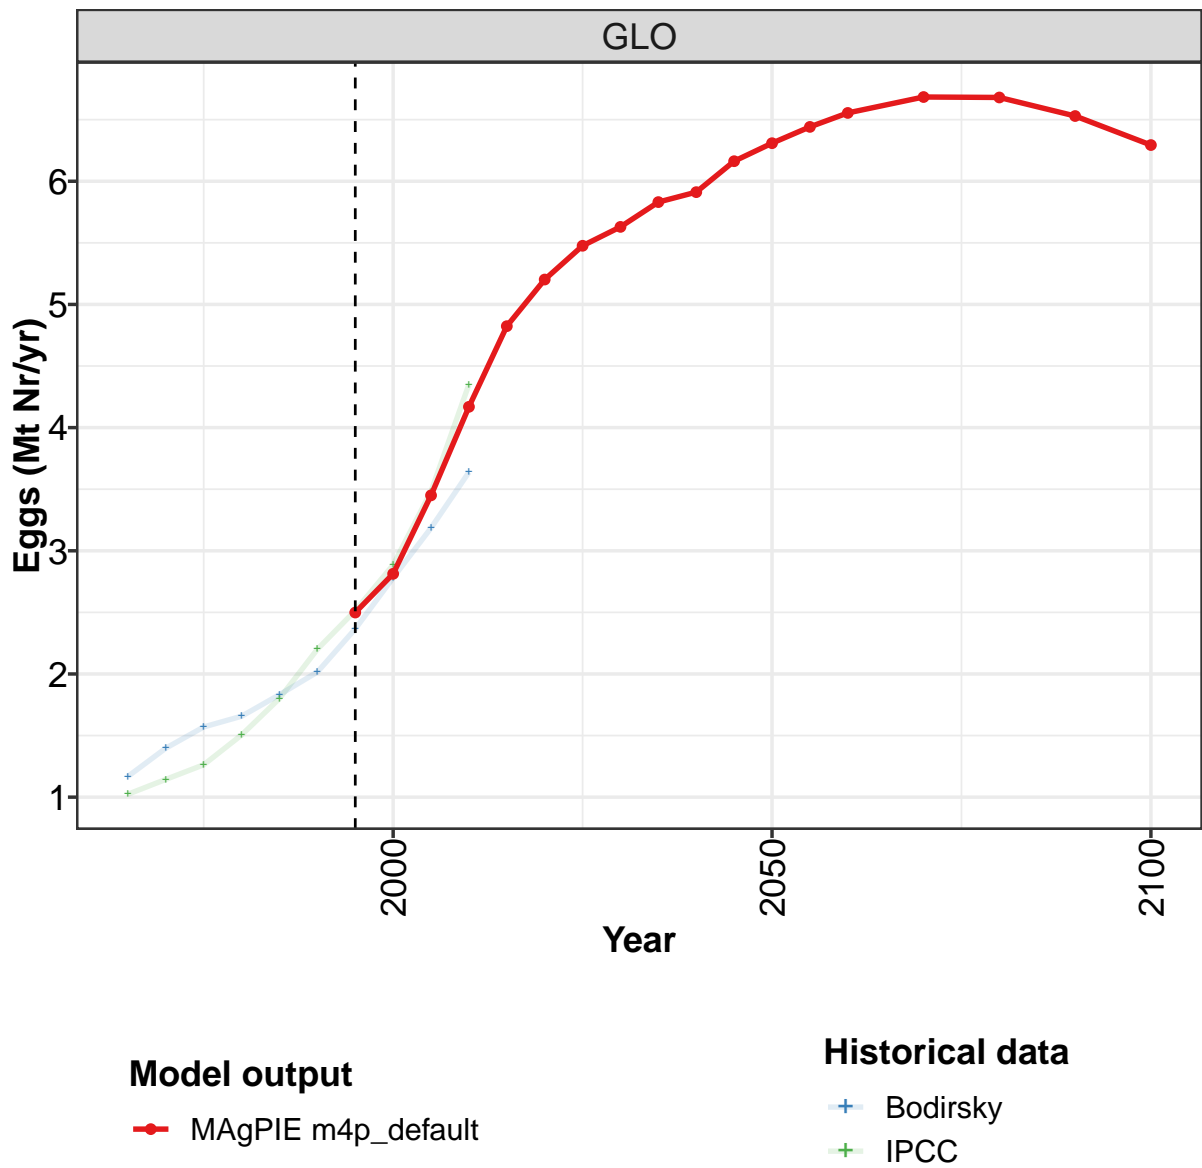 GLO
Eggs (Mt Nr/yr)
6
5
4
3
2
1
2000
2050
2100
Year
Model output
MAgPIE m4p_default
Historical data
Bodirsky
IPCC